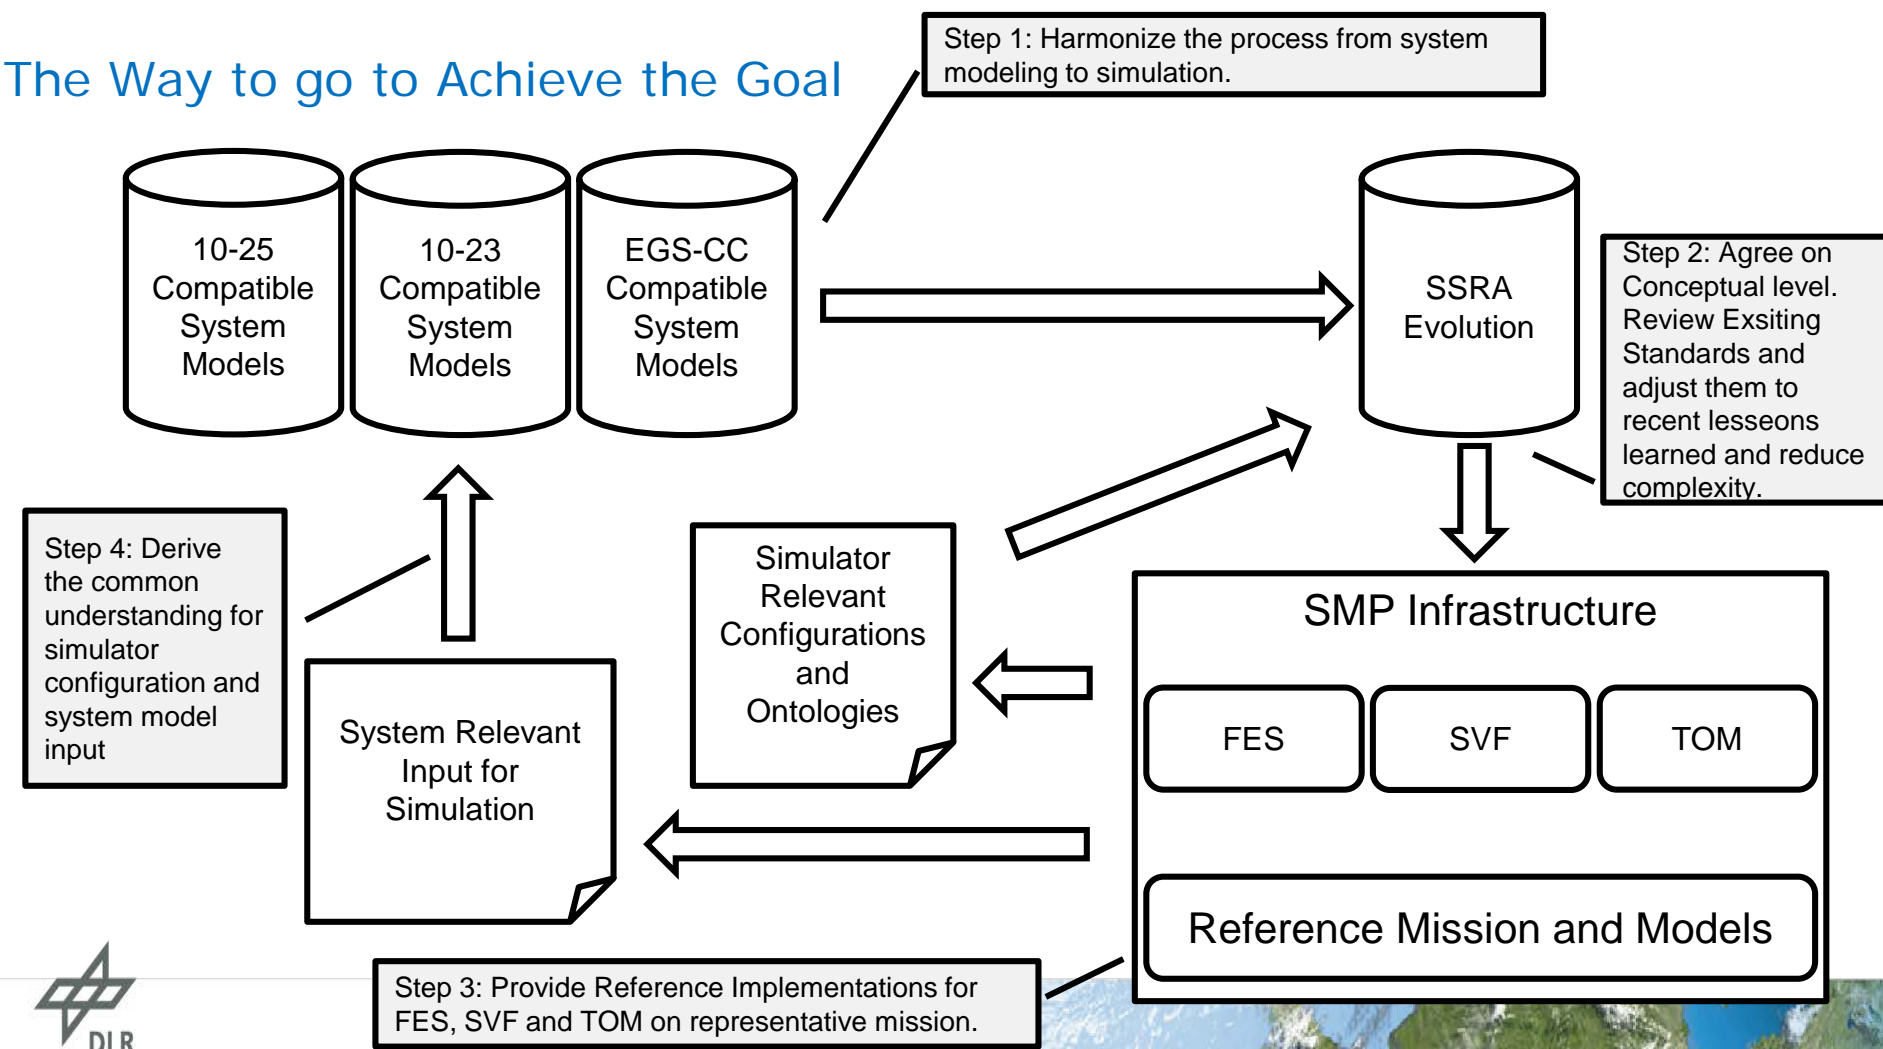 The Way to go to Achieve the Goal
Step 1: Harmonize the process from system
modeling to simulation.
10-25
Compatible
System
Models
10-23
Compatible
System
Models
EGS-CC
Compatible
System
Models
SSRA
Evolution
Step 2: Agree on
Conceptual level.
Review Exsiting
Standards and
adjust them to
recent lesseons
learned and reduce
complexity.
Step 4: Derive
the common
understanding for
simulator
configuration and
system model
input
System Relevant
Input for
Simulation
Simulator
Relevant
Configurations
and
Ontologies
SMP Infrastructure
FES
SVF
TOM
Reference Mission and Models
Step 3: Provide Reference Implementations for
FES, SVF and TOM on representative mission.
DLR